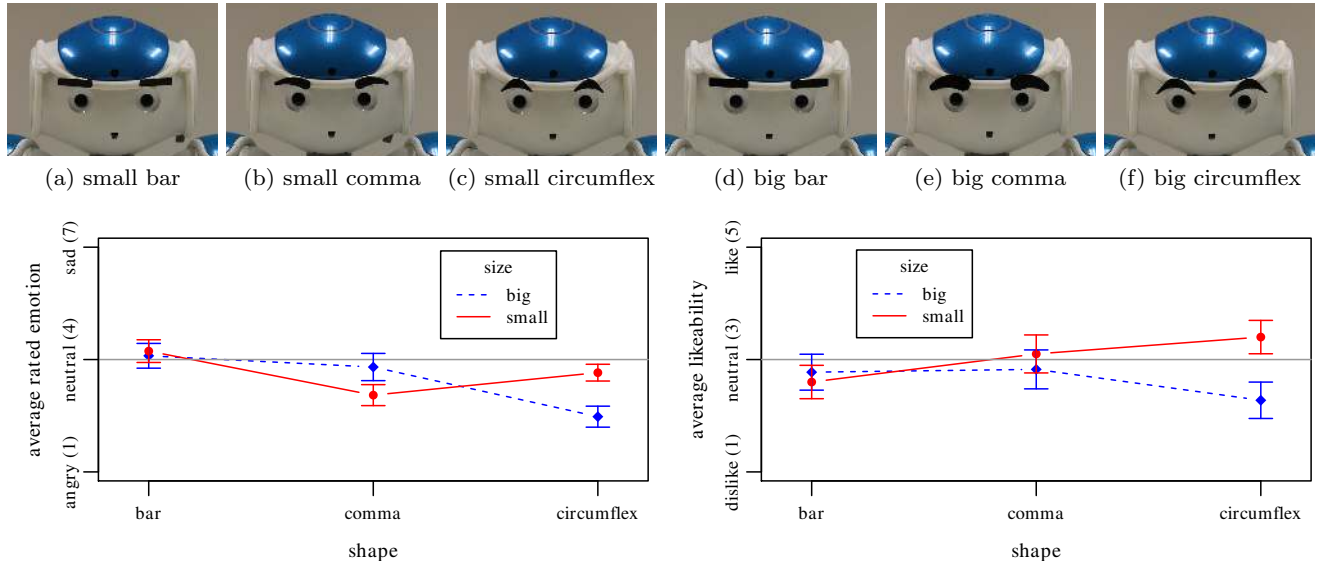 (a) small bar
(b) small comma
(c) small circumflex
(d) big bar
(e) big comma
(f) big circumflex
average rated emotion
angry (1)
neutral (4)
sad (7)
size
big
small
bar
comma
circumflex
shape
average likeability
dislike (1)
neutral (3)
like (5)
size
big
small
bar
comma
circumflex
shape